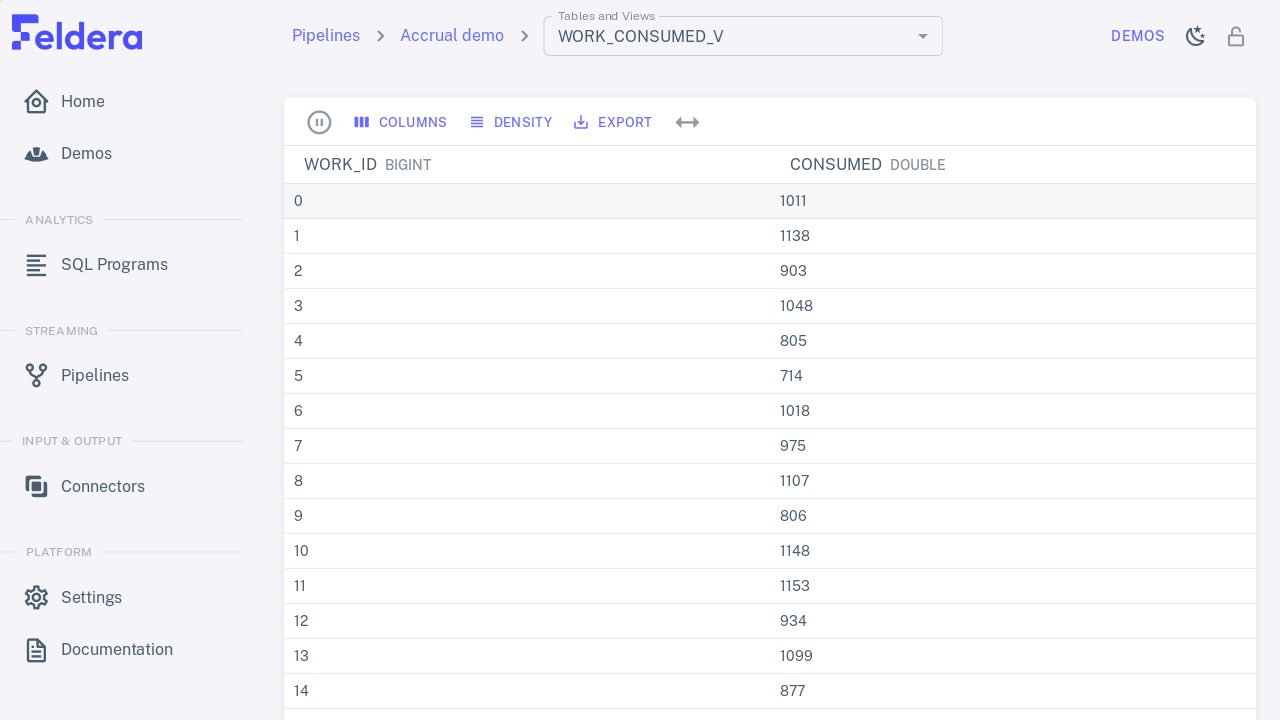 Feldera
Home
Demos
ANALYTICS
SQL Programs
STREAMING
Pipelines
INPUT & OUTPUT
Connectors
PLATFORM
Settings
Documentation
Pipelines
Accrual demo
Tables and Views
WORK_CONSUMED_V
DEMOS
COLUMNS DENSITY EXPORT
WORK_ID BIGINT CONSUMED DOUBLE
0 1011
1 1138
2 903
3 1048
4 805
5 714
6 1018
7 975
8 1107
9 806
10 1148
11 1153
12 934
13 1099
14 877